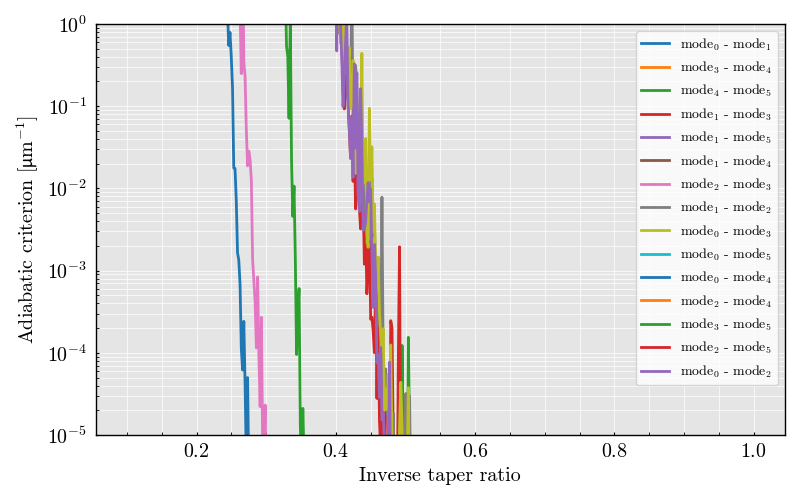 10⁰
10⁻¹
10⁻²
10⁻³
10⁻⁴
10⁻⁵
Adiabatic criterion [µm⁻¹]
0.2 0.4 0.6 0.8 1.0
Inverse taper ratio
mode₀ - mode₁
mode₃ - mode₄
mode₄ - mode₅
mode₁ - mode₃
mode₁ - mode₅
mode₁ - mode₄
mode₂ - mode₃
mode₁ - mode₂
mode₀ - mode₃
mode₀ - mode₅
mode₀ - mode₄
mode₂ - mode₄
mode₃ - mode₅
mode₂ - mode₅
mode₀ - mode₂